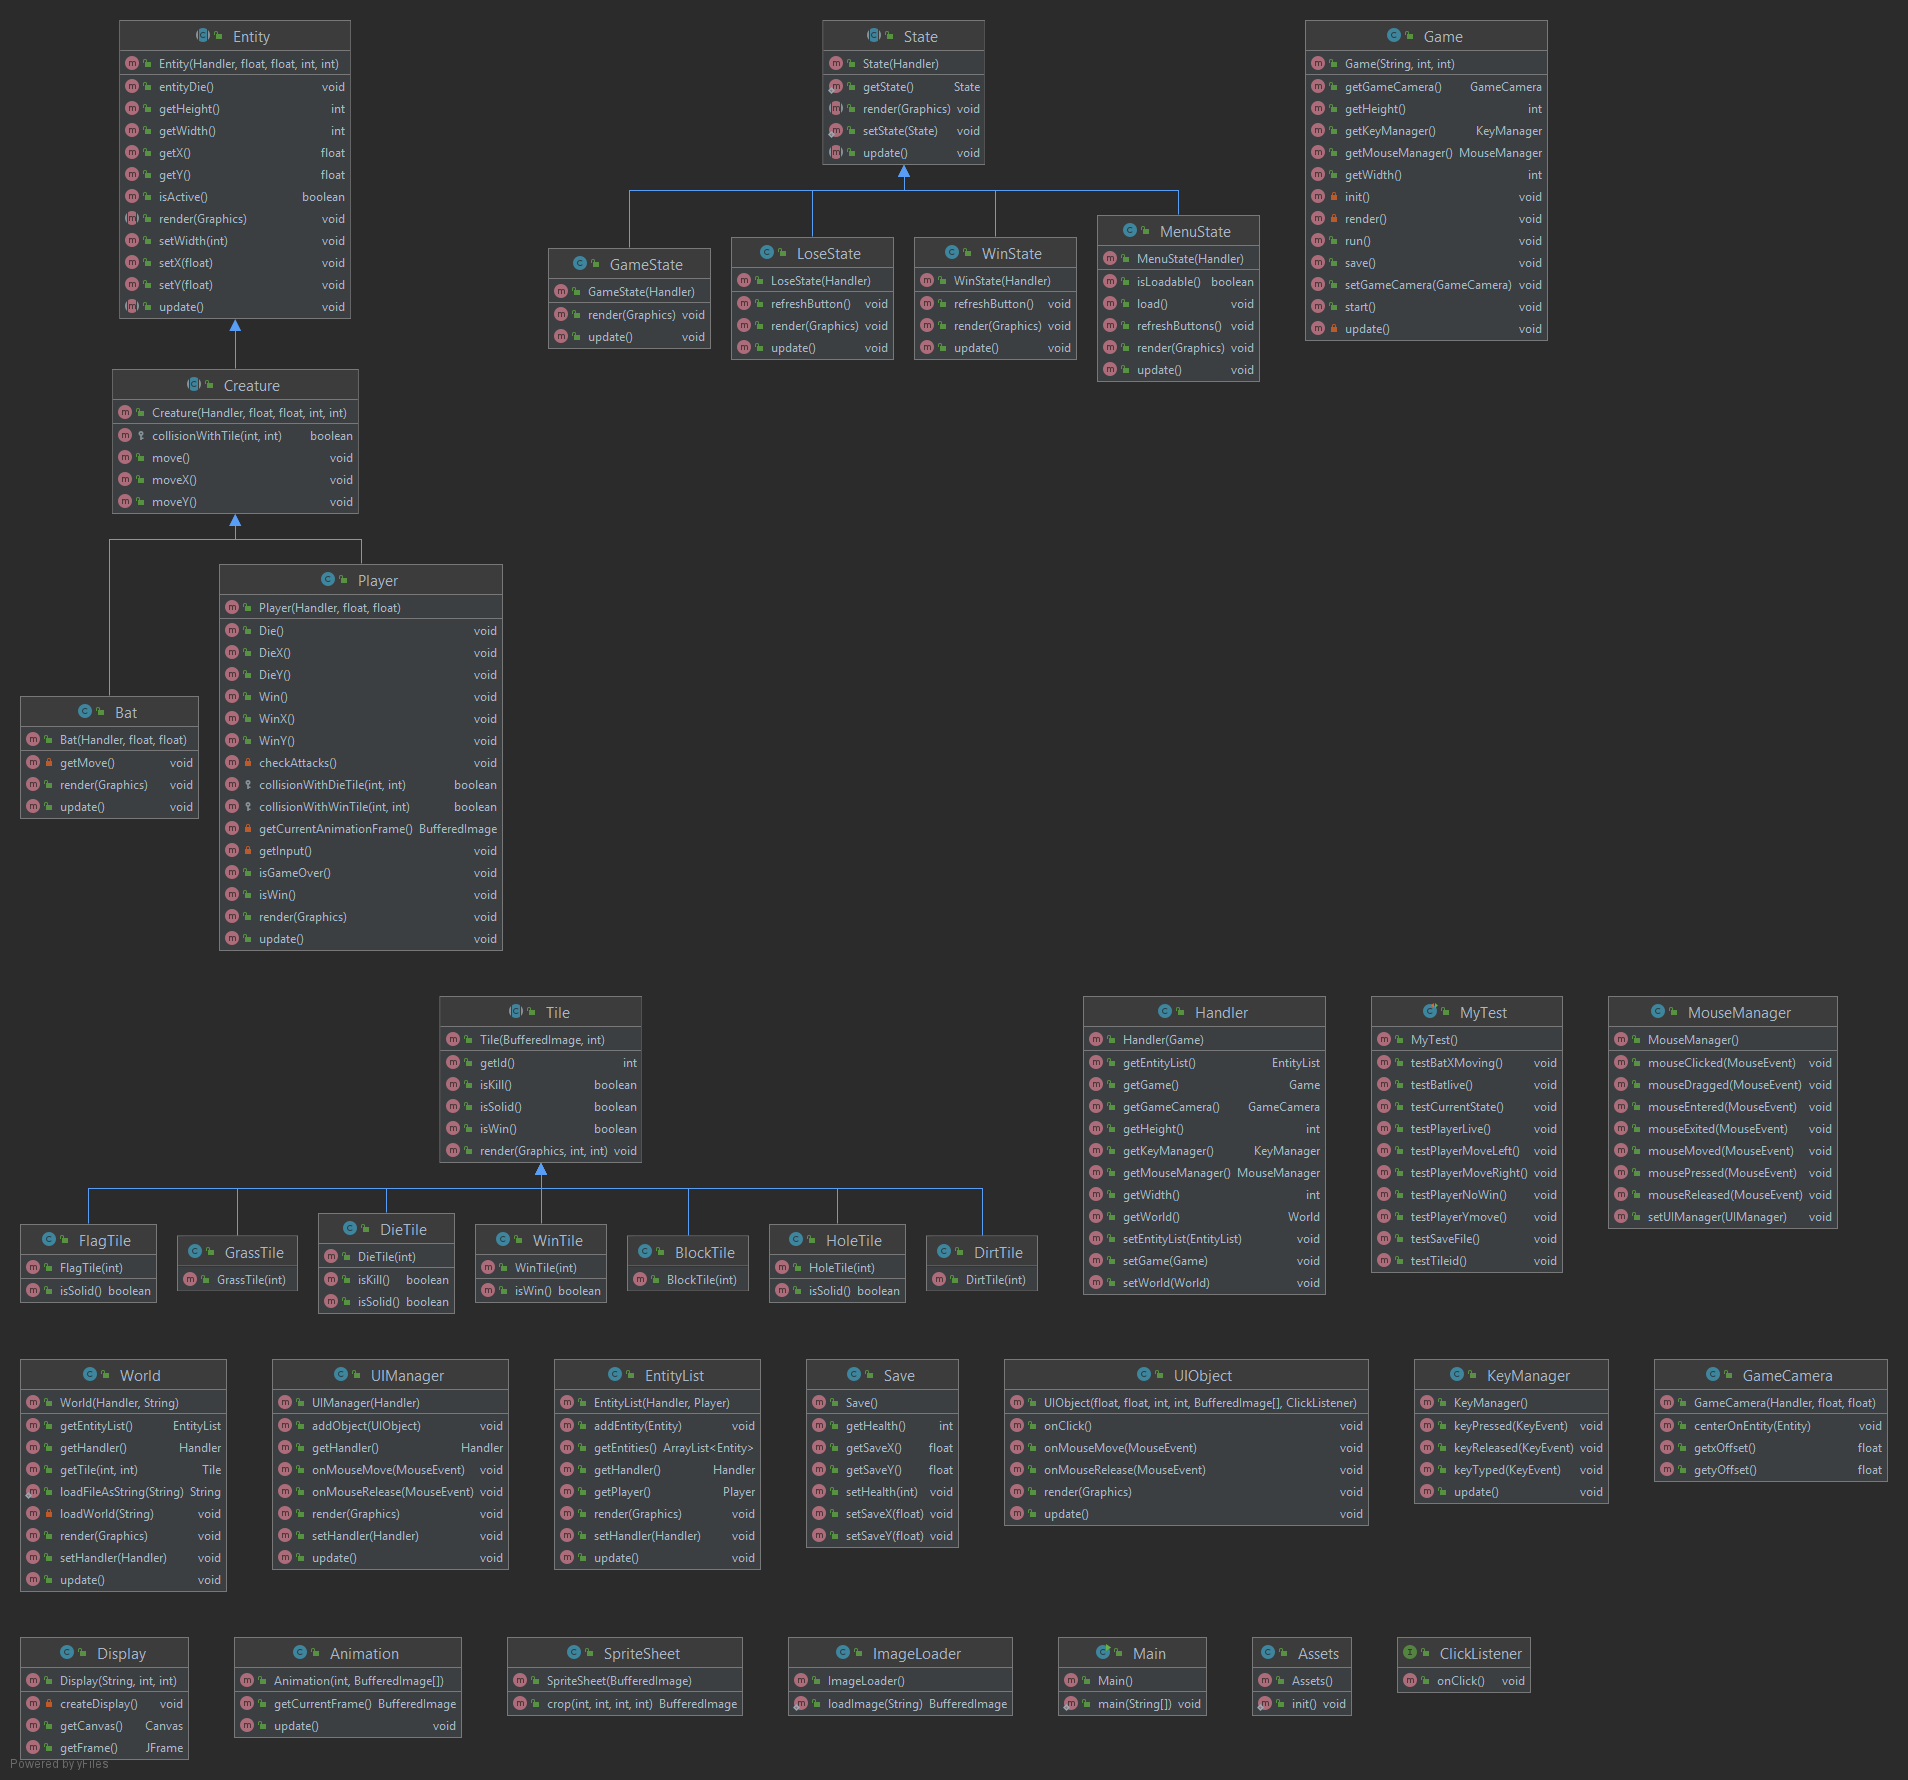 Entity
Entity(Handler, float, float, int, int)
entityDie() void
getHeight() int
getWidth() int
getX() float
getY() float
isActive() boolean
render(Graphics) void
setWidth(int) void
setX(float) void
setY(float) void
update() void
State
State(Handler)
getState() State
render(Graphics) void
setState(State) void
update() void
Game
Game(String, int, int)
getGameCamera() GameCamera
getHeight() int
getKeyManager() KeyManager
getMouseManager() MouseManager
getWidth() int
init() void
render() void
run() void
save() void
setGameCamera(GameCamera) void
start() void
update() void
GameState
GameState(Handler)
render(Graphics) void
update() void
LoseState
LoseState(Handler)
refreshButton() void
render(Graphics) void
update() void
WinState
WinState(Handler)
refreshButton() void
render(Graphics) void
update() void
MenuState
MenuState(Handler)
isLoadable() boolean
load() void
refreshButtons() void
render(Graphics) void
update() void
Creature
Creature(Handler, float, float, int, int)
collisionWithTile(int, int) boolean
move() void
moveX() void
moveY() void
Player
Player(Handler, float, float)
Die() void
DieX() void
DieY() void
Win() void
WinX() void
WinY() void
checkAttacks() void
collisionWithDieTile(int, int) boolean
collisionWithWinTile(int, int) boolean
getCurrentAnimationFrame() BufferedImage
getInput() void
isGameOver() void
isWin() void
render(Graphics) void
update() void
Bat
Bat(Handler, float, float)
getMove() void
render(Graphics) void
update() void
Tile
Tile(BufferedImage, int)
getId() int
isKill() boolean
isSolid() boolean
isWin() boolean
render(Graphics, int, int) void
Handler
Handler(Game)
getEntityList() EntityList
getGame() Game
getGameCamera() GameCamera
getHeight() int
getKeyManager() KeyManager
getMouseManager() MouseManager
getWidth() int
getWorld() World
setEntityList(EntityList) void
setGame(Game) void
setWorld(World) void
MyTest
MyTest()
testBatXMoving() void
testBatlive() void
testCurrentState() void
testPlayerLive() void
testPlayerMoveLeft() void
testPlayerMoveRight() void
testPlayerNoWin() void
testPlayerYmove() void
testSaveFile() void
testTileid() void
MouseManager
MouseManager()
mouseClicked(MouseEvent) void
mouseDragged(MouseEvent) void
mouseEntered(MouseEvent) void
mouseExited(MouseEvent) void
mouseMoved(MouseEvent) void
mousePressed(MouseEvent) void
mouseReleased(MouseEvent) void
setUIManager(UIManager) void
FlagTile
FlagTile(int)
isSolid() boolean
GrassTile
GrassTile(int)
DieTile
DieTile(int)
isKill() boolean
isSolid() boolean
WinTile
WinTile(int)
isWin() boolean
BlockTile
BlockTile(int)
HoleTile
HoleTile(int)
isSolid() boolean
DirtTile
DirtTile(int)
World
World(Handler, String)
getEntityList() EntityList
getHandler() Handler
getTile(int, int) Tile
loadFileAsString(String) String
loadWorld(String) void
render(Graphics) void
setHandler(Handler) void
update() void
UIManager
UIManager(Handler)
addObject(UIObject) void
getHandler() Handler
onMouseMove(MouseEvent) void
onMouseRelease(MouseEvent) void
render(Graphics) void
setHandler(Handler) void
update() void
EntityList
EntityList(Handler, Player)
addEntity(Entity) void
getEntities() ArrayList<Entity>
getHandler() Handler
getPlayer() Player
render(Graphics) void
setHandler(Handler) void
update() void
Save
Save()
getHealth() int
getSaveX() float
getSaveY() float
setHealth(int) void
setSaveX(float) void
setSaveY(float) void
UIObject
UIObject(float, float, int, int, BufferedImage[], ClickListener)
onClick() void
onMouseMove(MouseEvent) void
onMouseRelease(MouseEvent) void
render(Graphics) void
update() void
KeyManager
KeyManager()
keyPressed(KeyEvent) void
keyReleased(KeyEvent) void
keyTyped(KeyEvent) void
update() void
GameCamera
GameCamera(Handler, float, float)
centerOnEntity(Entity) void
getxOffset() float
getyOffset() float
Display
Display(String, int, int)
createDisplay() void
getCanvas() Canvas
getFrame() JFrame
Animation
Animation(int, BufferedImage[])
getCurrentFrame() BufferedImage
update() void
SpriteSheet
SpriteSheet(BufferedImage)
crop(int, int, int, int) BufferedImage
ImageLoader
ImageLoader()
loadImage(String) BufferedImage
Main
Main()
main(String[]) void
Assets
Assets()
init() void
ClickListener
onClick() void
Powered by yFiles